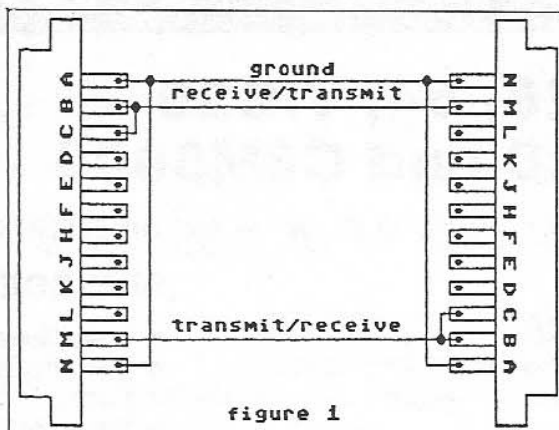 A ground N
B receive/transmit M
C L
D K
E J
F H
H F
J E
K D
L C
M transmit/receive B
N A
figure 1